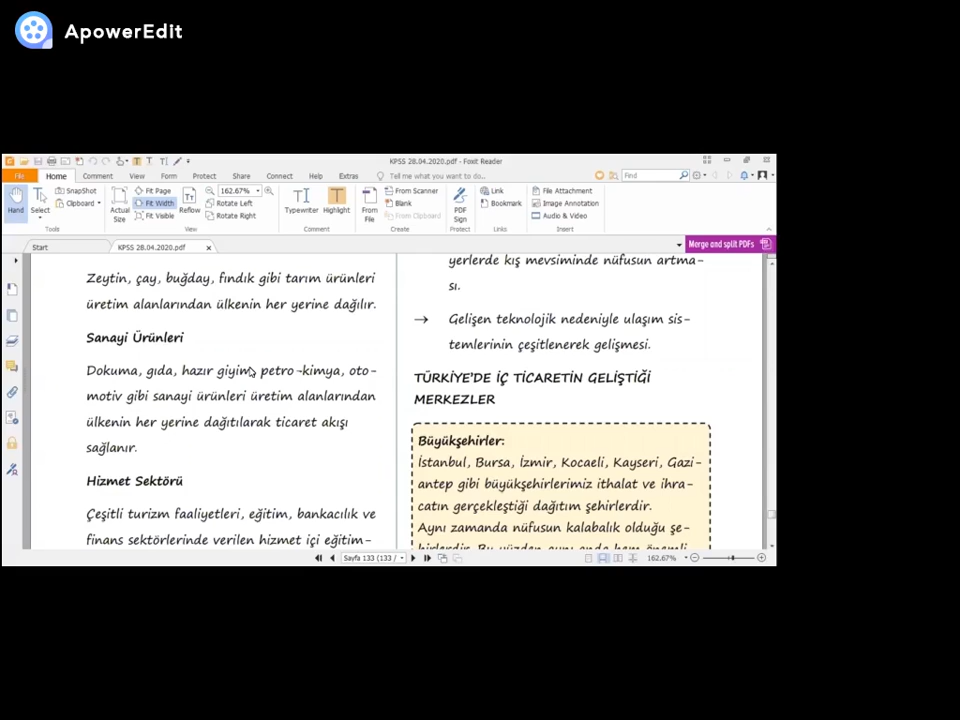 ApowerEdit
KPSS 28.04.2020.pdf - Foxit Reader
File Home Comment View Form Protect Share Connect Help Extras Tell me what you want to do.. Find
Hand
Select
SnapShot
Clipboard
Actual Size
Fit Page
Fit Width
Fit Visible
Reflow
162.67%
Rotate Left
Rotate Right
Typewriter
Highlight
From File
From Scanner
Blank
From Clipboard
PDF Sign
Link
Bookmark
File Attachment
Image Annotation
Audio & Video
Tools View Comment Create Protect Links Insert
Start KPSS 28.04.2020.pdf Merge and split PDFs
Zeytin, çay, buğday, fındık gibi tarım ürünleri
üretim alanlarından ülkenin her yerine dağılır.
Sanayi Ürünleri
Dokuma, gıda, hazır giyim, petro-kimya, oto-
motiv gibi sanayi ürünleri üretim alanlarından
ülkenin her yerine dağıtılarak ticaret akışı
sağlanır.
Hizmet Sektörü
Çeşitli turizm faaliyetleri, eğitim, bankacılık ve
finans sektörlerinde verilen hizmet içi eğitim-
yerlerde kış mevsiminde nüfusun artma-
sı.
→ Gelişen teknolojik nedeniyle ulaşım sis-
temlerinin çeşitlenerek gelişmesi.
TÜRKİYE'DE İÇ TİCARETİN GELİŞTİĞİ
MERKEZLER
Büyükşehirler:
İstanbul, Bursa, İzmir, Kocaeli, Kayseri, Gazi-
antep gibi büyükşehirlerimiz ithalat ve ihra-
catın gerçekleştiği dağıtım şehirlerdir.
Aynı zamanda nüfusun kalabalık olduğu şe-
hirlerdir. Bu yüzden aynı anda hem önemli
Sayfa 133 (133 / 162.67%